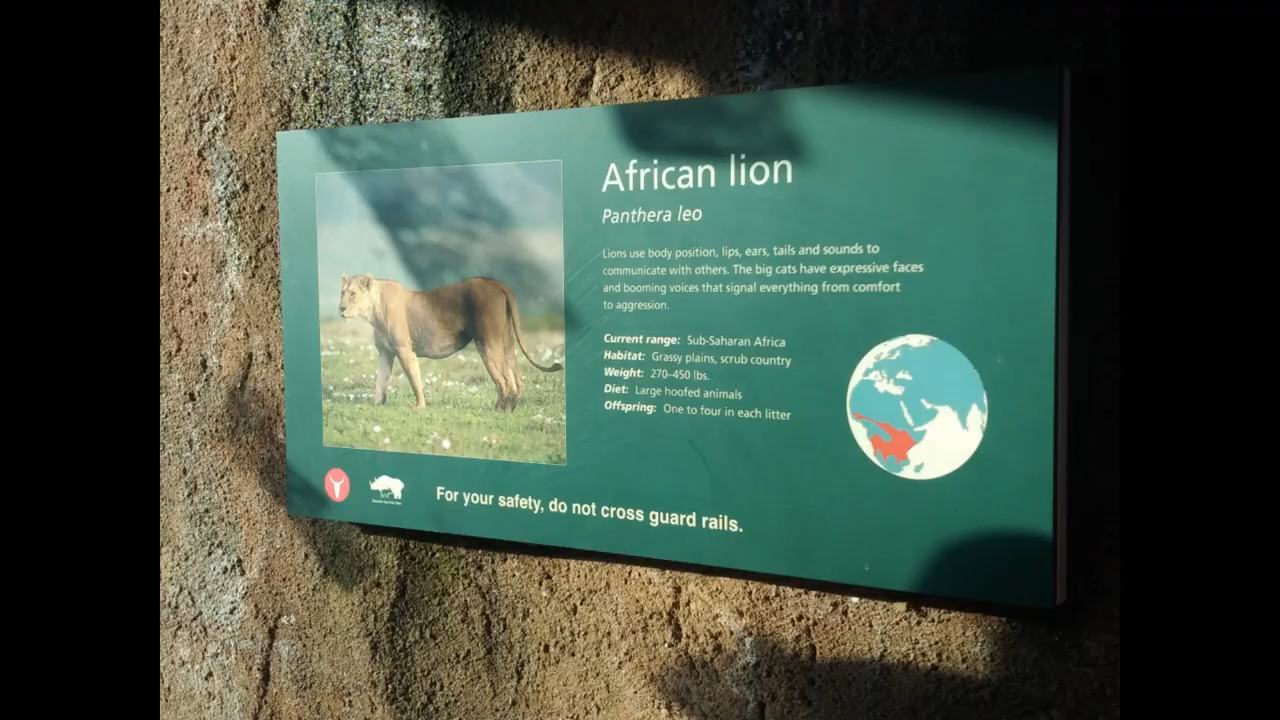 African lion
Panthera leo
Lions use body position, lips, ears, tails and sounds to
communicate with others. The big cats have expressive faces
and booming voices that signal everything from comfort
to aggression.
Current range: Sub-Saharan Africa
Habitat: Grassy plains, scrub country
Weight: 270–450 lbs.
Diet: Large hoofed animals
Offspring: One to four in each litter
For your safety, do not cross guard rails.